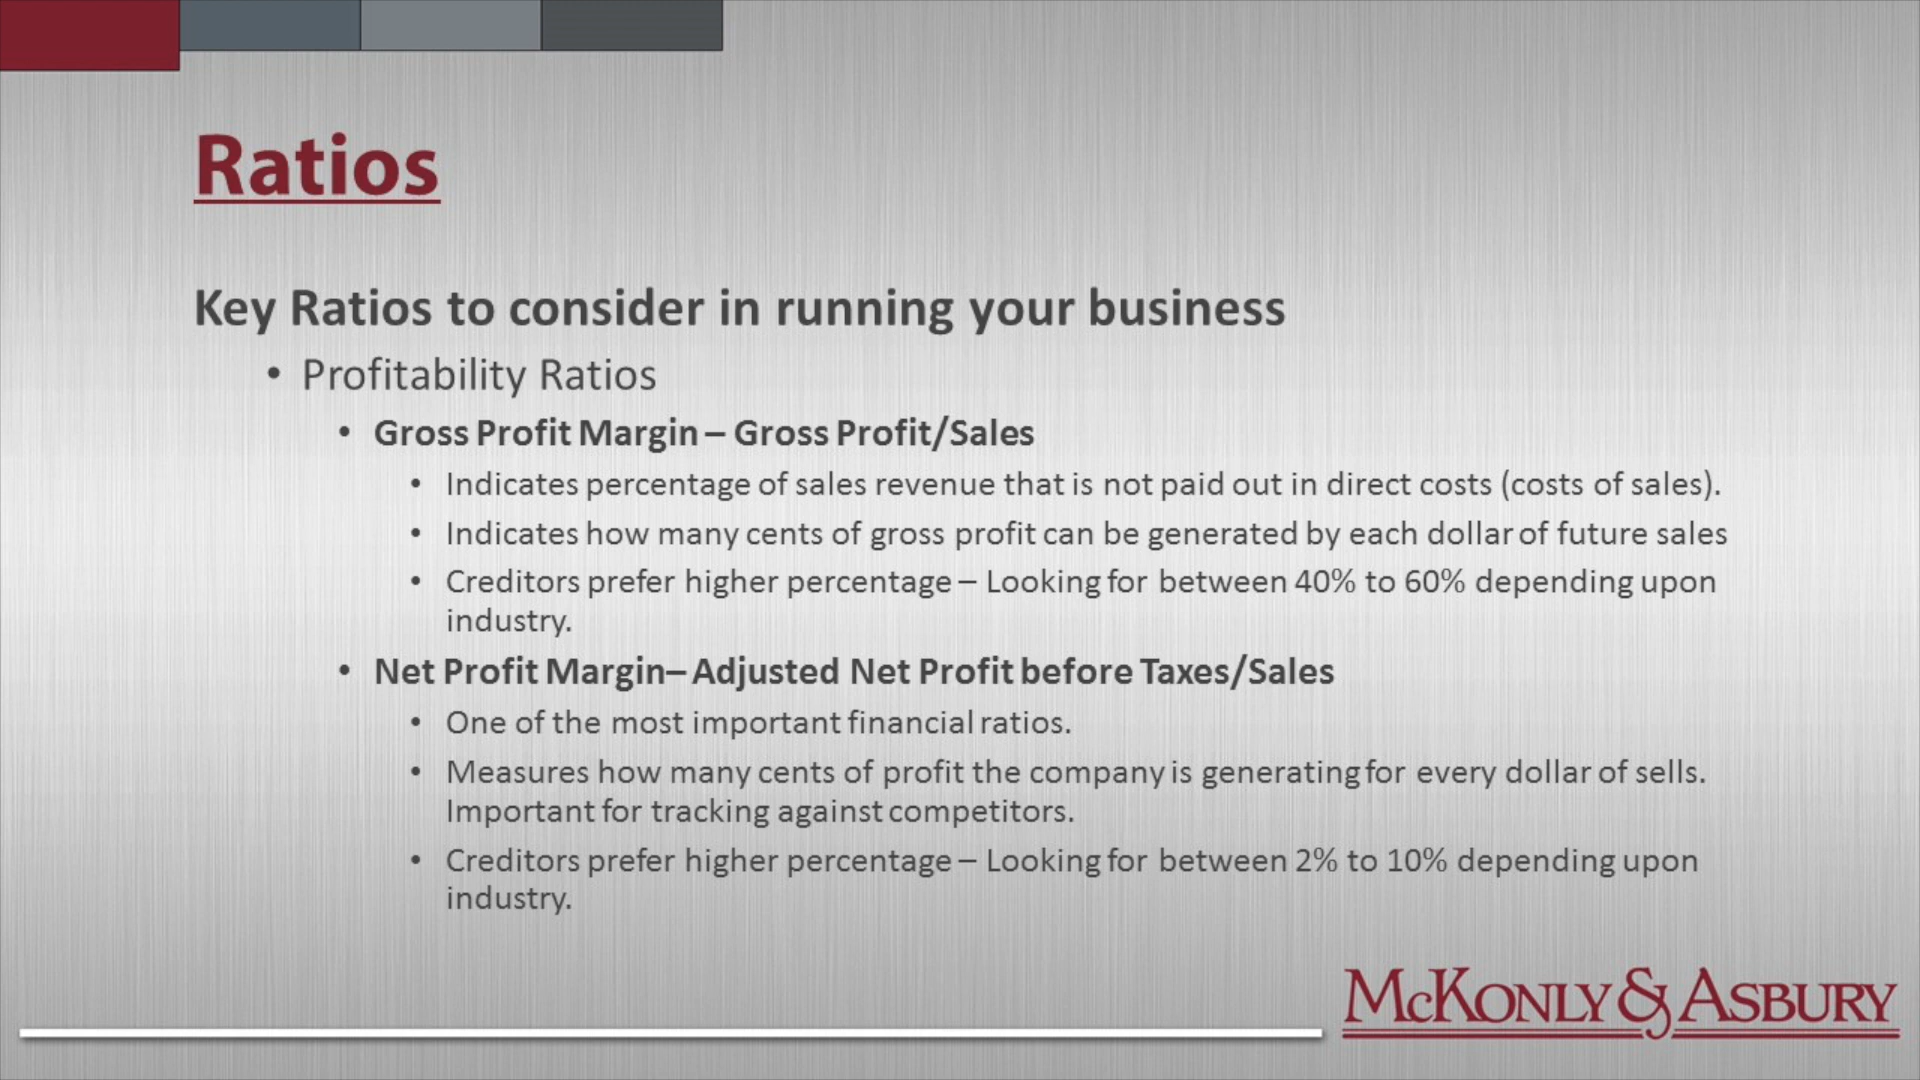 Ratios
Key Ratios to consider in running your business
• Profitability Ratios
• Gross Profit Margin – Gross Profit/Sales
• Indicates percentage of sales revenue that is not paid out in direct costs (costs of sales).
• Indicates how many cents of gross profit can be generated by each dollar of future sales
• Creditors prefer higher percentage – Looking for between 40% to 60% depending upon
industry.
• Net Profit Margin– Adjusted Net Profit before Taxes/Sales
• One of the most important financial ratios.
• Measures how many cents of profit the company is generating for every dollar of sells.
Important for tracking against competitors.
• Creditors prefer higher percentage – Looking for between 2% to 10% depending upon
industry.
McKonly & Asbury